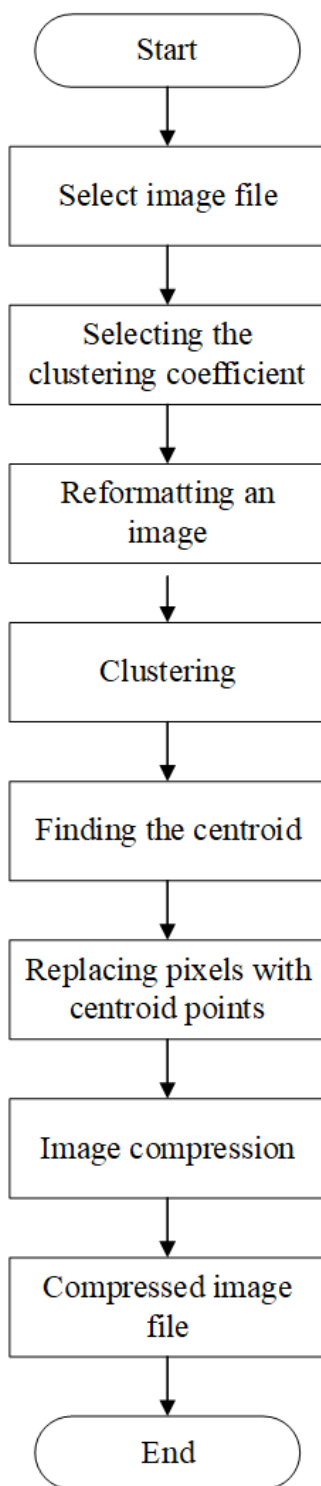 Start
Select image file
Selecting the
clustering coefficient
Reformatting an
image
Clustering
Finding the centroid
Replacing pixels with
centroid points
Image compression
Compressed image
file
End